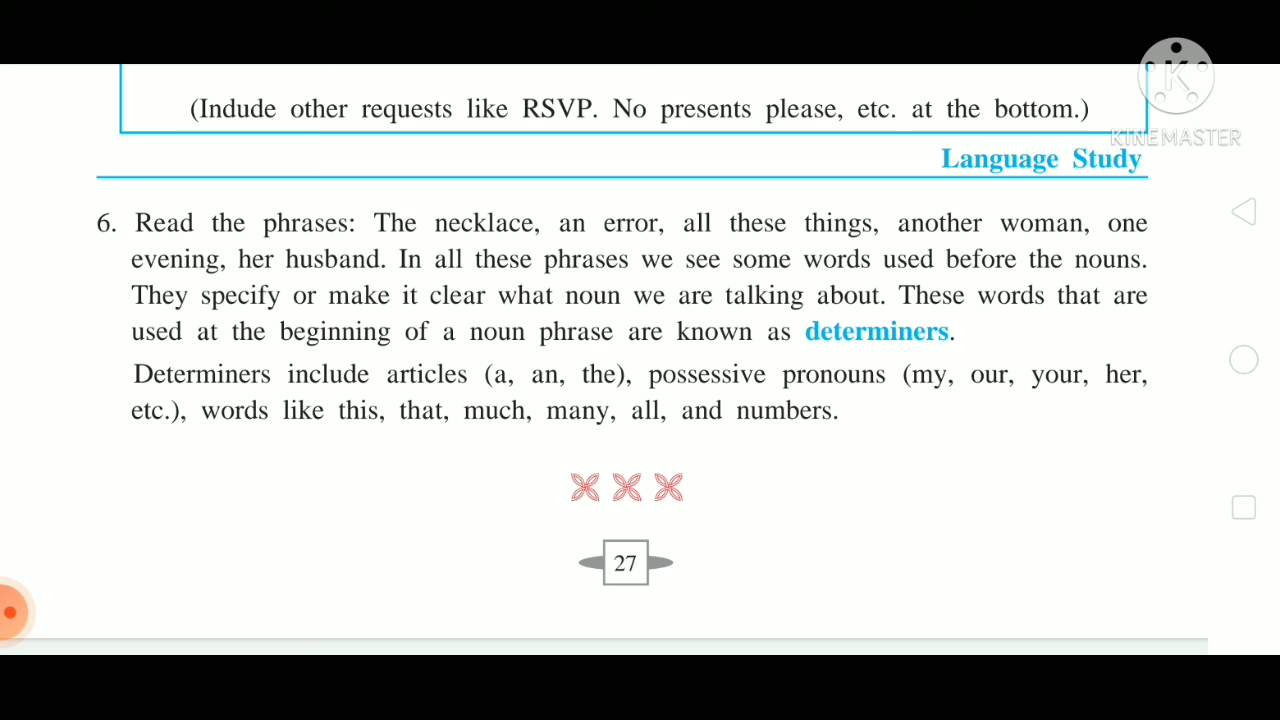 KINEMASTER
(Indude other requests like RSVP. No presents please, etc. at the bottom.)
Language Study
6. Read the phrases: The necklace, an error, all these things, another woman, one
evening, her husband. In all these phrases we see some words used before the nouns.
They specify or make it clear what noun we are talking about. These words that are
used at the beginning of a noun phrase are known as determiners.
Determiners include articles (a, an, the), possessive pronouns (my, our, your, her,
etc.), words like this, that, much, many, all, and numbers.
27